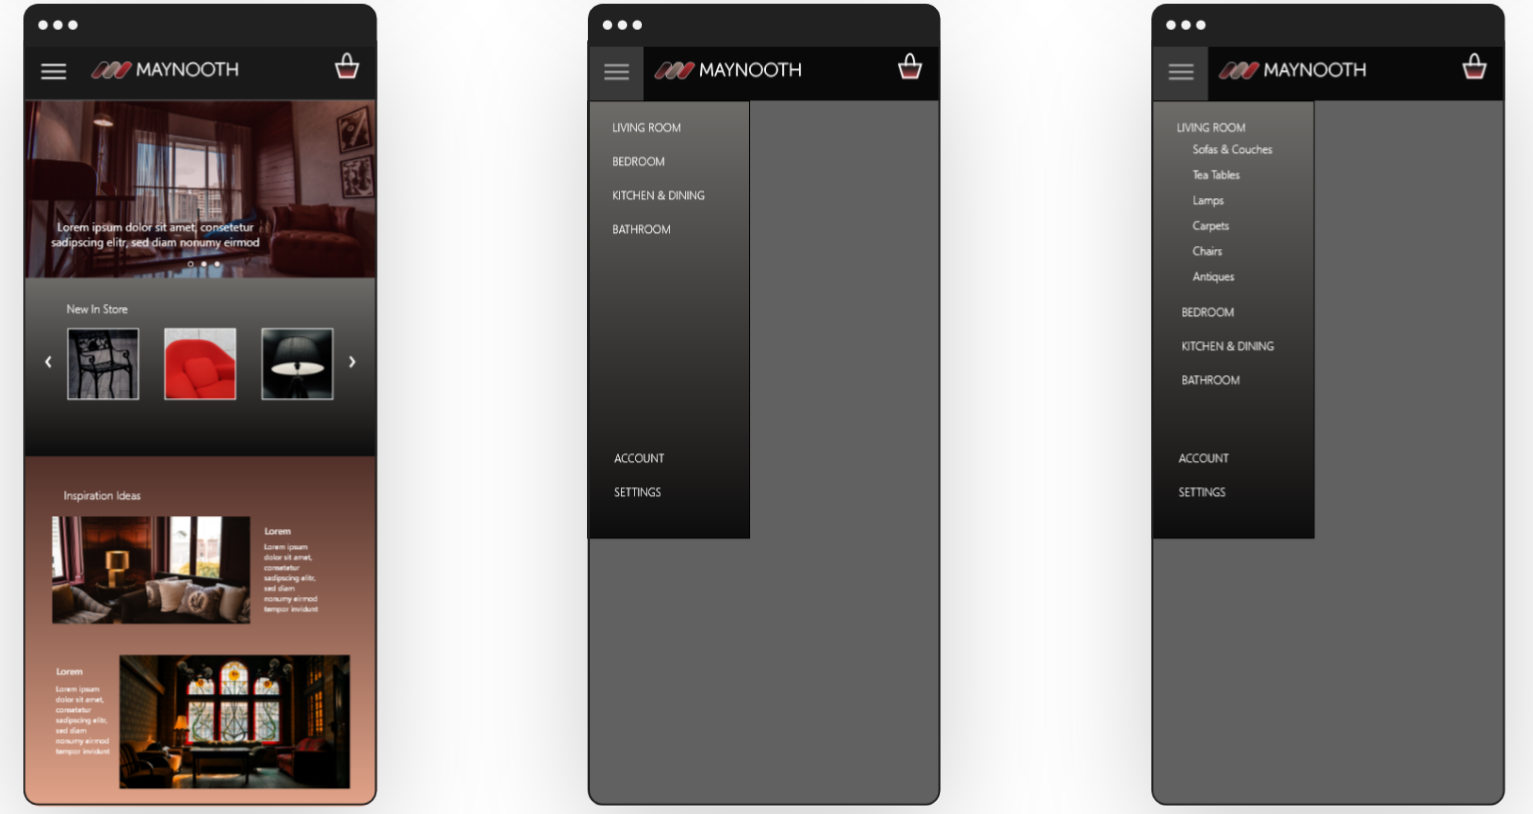 MAYNOOTH
Lorem ipsum dolor sit amet, consetetur
sadipscing elitr, sed diam nonumy eirmod
New In Store
Inspiration Ideas
Lorem
Lorem ipsum
dolor sit amet,
consetetur
sadipscing elitr,
sed diam
nonumy eirmod
tempor invidunt
Lorem
Lorem ipsum
dolor sit amet,
consetetur
sadipscing elitr,
sed diam
nonumy eirmod
tempor invidunt
MAYNOOTH
LIVING ROOM
BEDROOM
KITCHEN & DINING
BATHROOM
ACCOUNT
SETTINGS
MAYNOOTH
LIVING ROOM
Sofas & Couches
Tea Tables
Lamps
Carpets
Chairs
Antiques
BEDROOM
KITCHEN & DINING
BATHROOM
ACCOUNT
SETTINGS